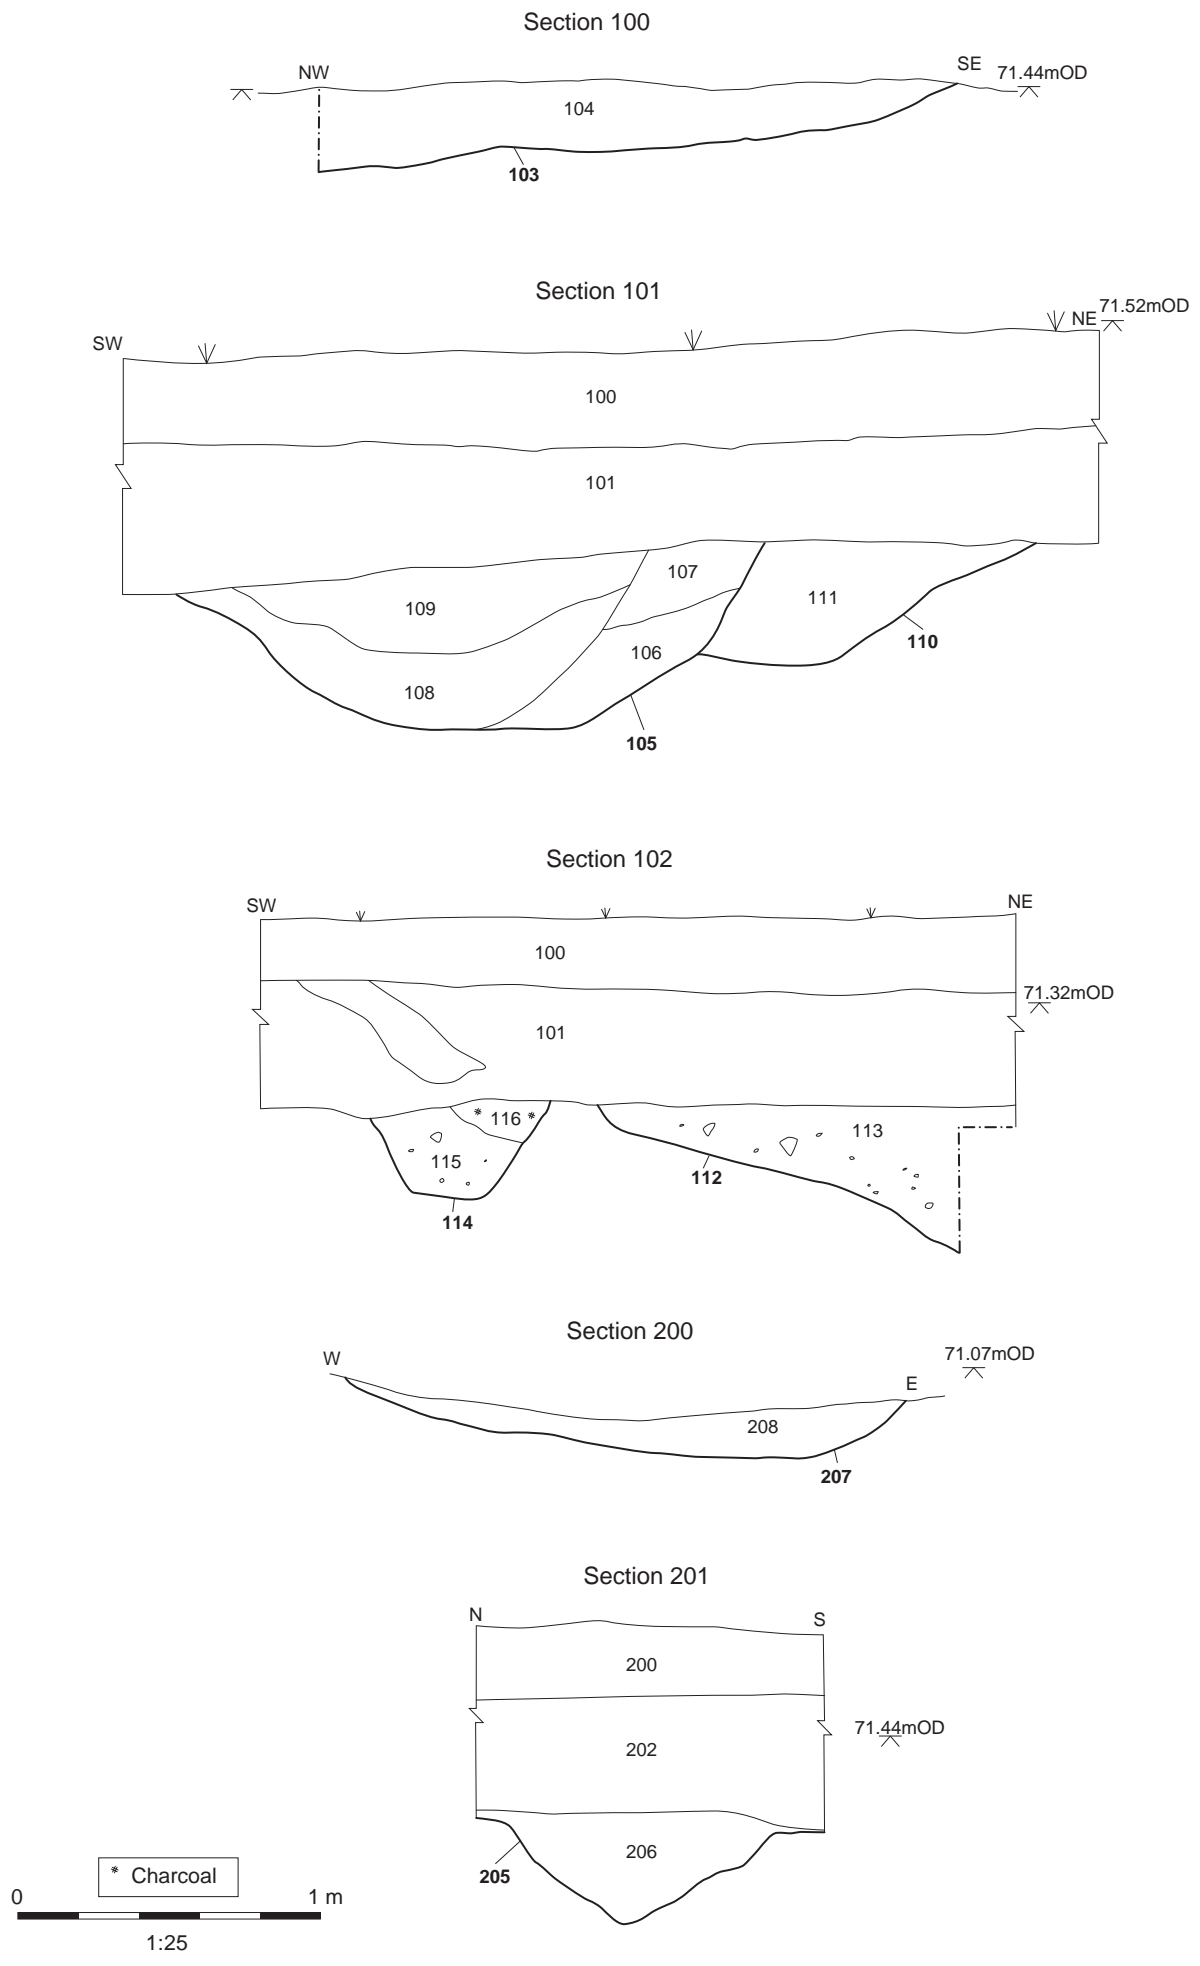 Section 100
NW
SE
71.44mOD
104
103
Section 101
71.52mOD
NE
SW
100
101
107
109
111
110
106
108
105
Section 102
SW
NE
100
71.32mOD
101
116
113
115
112
114
Section 200
W
71.07mOD
E
208
207
Section 201
N
S
200
71.44mOD
202
206
205
Charcoal
0
1 m
1:25